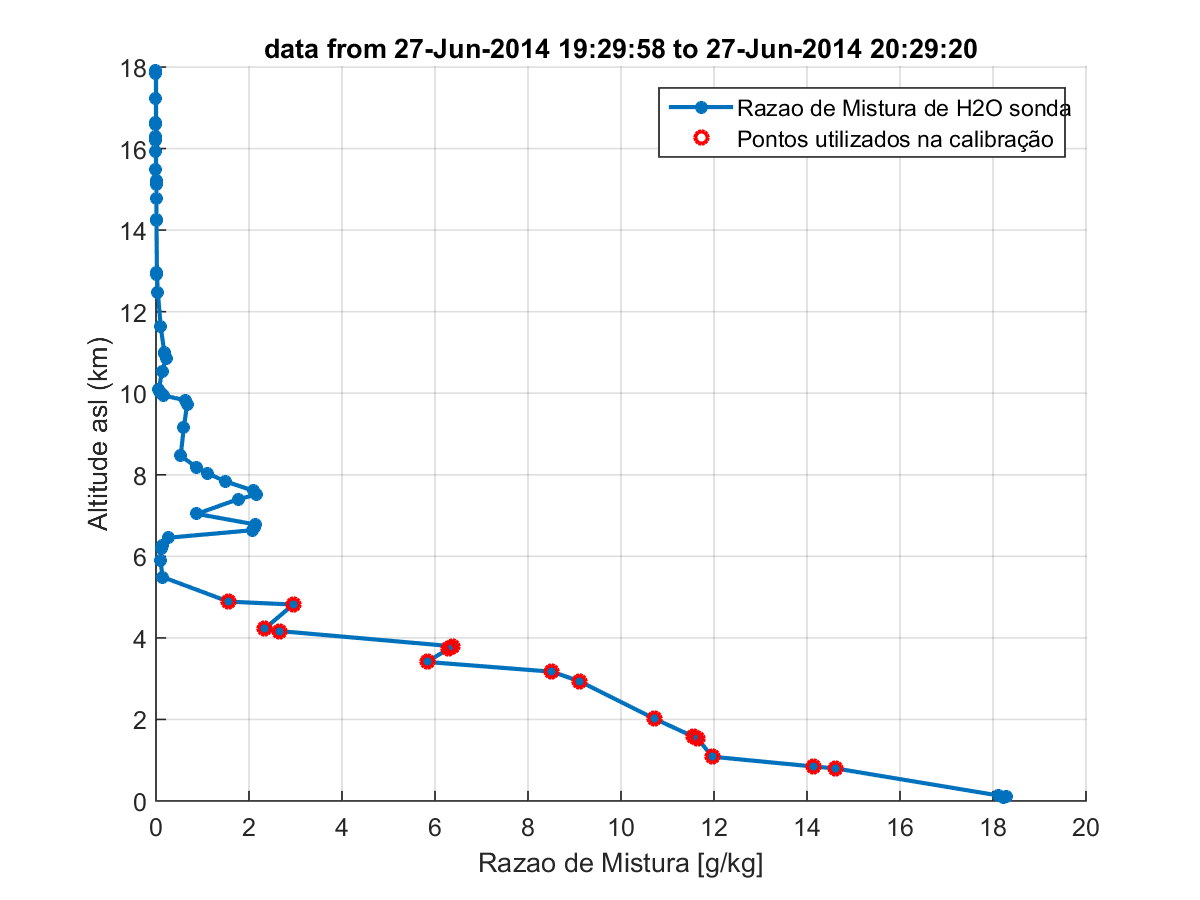 data from 27-Jun-2014 19:29:58 to 27-Jun-2014 20:29:20
Razao de Mistura de H2O sonda
Pontos utilizados na calibração
18
16
14
12
10
8
6
4
2
0
Altitude asl (km)
0 2 4 6 8 10 12 14 16 18 20
Razao de Mistura [g/kg]